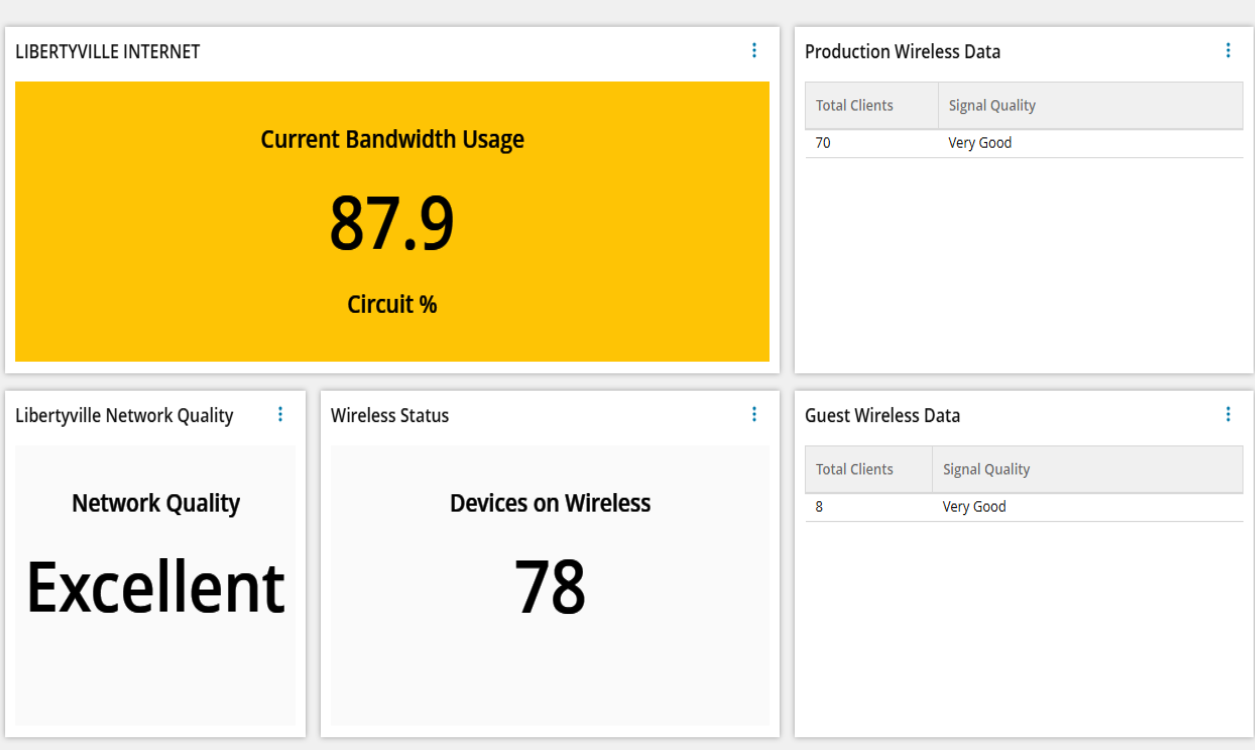 LIBERTYVILLE INTERNET
Current Bandwidth Usage
87.9
Circuit %
Production Wireless Data
Total Clients Signal Quality
70 Very Good
Libertyville Network Quality
Network Quality
Excellent
Wireless Status
Devices on Wireless
78
Guest Wireless Data
Total Clients Signal Quality
8 Very Good